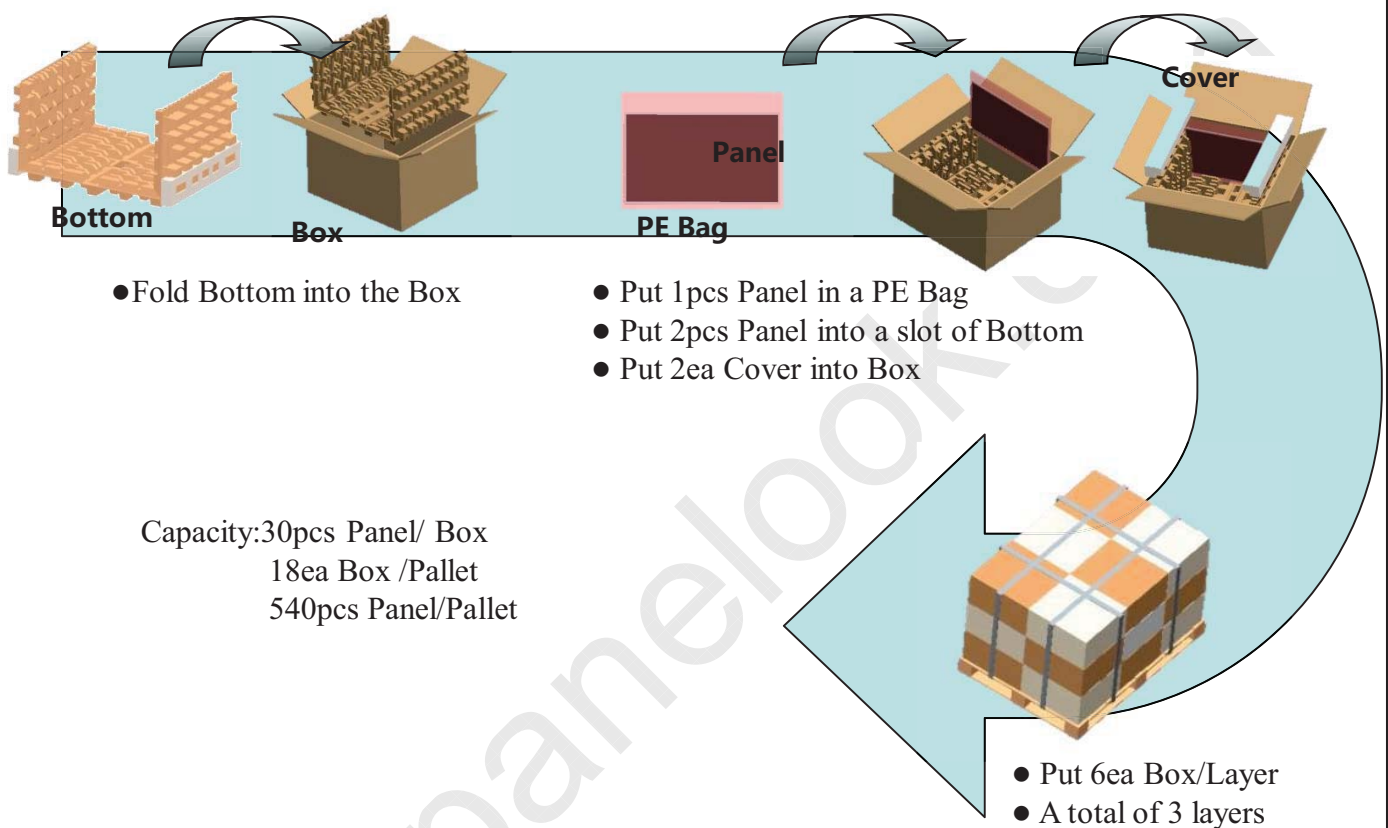 Cover
Panel
Bottom
Box
PE Bag
●Fold Bottom into the Box
● Put 1pcs Panel in a PE Bag
● Put 2pcs Panel into a slot of Bottom
● Put 2ea Cover into Box
Capacity:30pcs Panel/ Box
18ea Box /Pallet
540pcs Panel/Pallet
● Put 6ea Box/Layer
● A total of 3 layers
panelook.c